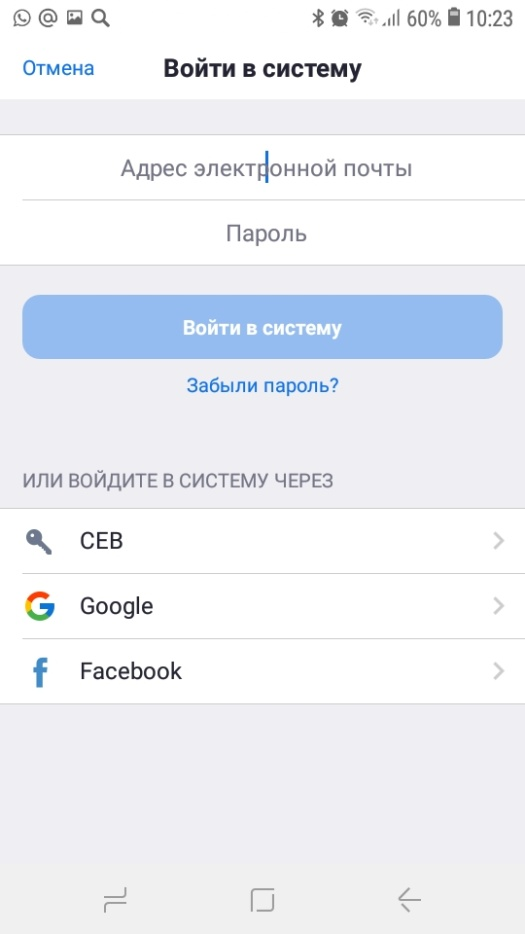 60% 10:23
Отмена Войти в систему
Адрес электронной почты
Пароль
Войти в систему
Забыли пароль?
ИЛИ ВОЙДИТЕ В СИСТЕМУ ЧЕРЕЗ
СЕВ
Google
Facebook